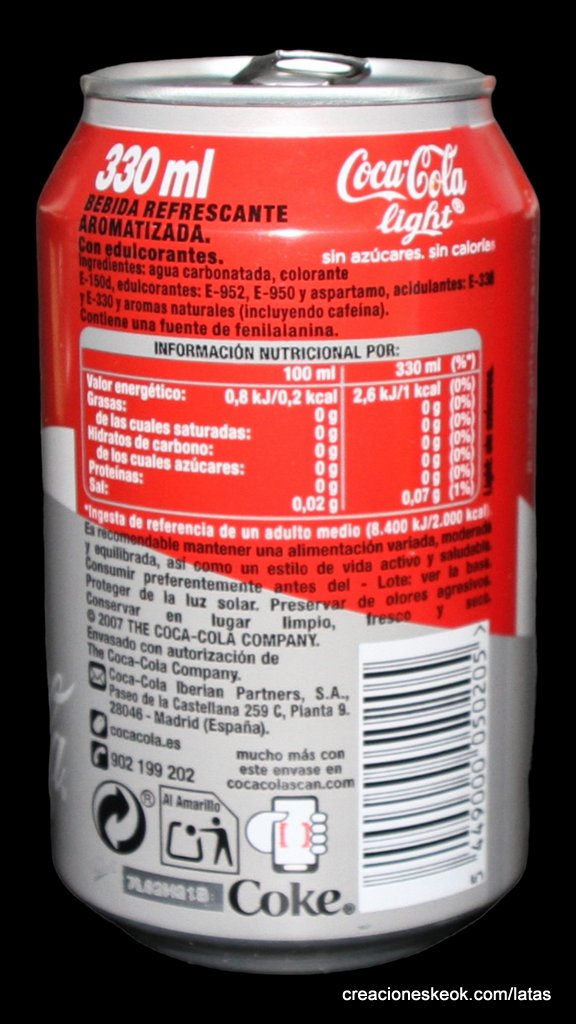 330 ml
BEBIDA REFRESCANTE
AROMATIZADA.
Con edulcorantes.
Ingredientes: agua carbonatada, colorante
E-150d, edulcorantes: E-952, E-950 y aspartamo, acidulantes: E-338
y E-330 y aromas naturales (incluyendo cafeína).
Contiene una fuente de fenilalanina.
Coca-Cola
light®
sin azúcares. sin calorías
INFORMACIÓN NUTRICIONAL POR:
100 ml 330 ml (%*)
Valor energético: 0,8 kJ/0,2 kcal 2,6 kJ/1 kcal (0%)
Grasas: 0 g 0 g (0%)
de las cuales saturadas: 0 g 0 g (0%)
Hidratos de carbono: 0 g 0 g (0%)
de los cuales azúcares: 0 g 0 g (0%)
Proteínas: 0 g 0 g (0%)
Sal: 0,02 g 0,07 g (1%)
*Ingesta de referencia de un adulto medio (8.400 kJ/2.000 kcal)
Es recomendable mantener una alimentación variada, moderada
y equilibrada, así como un estilo de vida activo y saludable.
Consumir preferentemente antes del - Lote: ver la base.
Proteger de la luz solar. Preservar de olores agresivos.
Conservar en lugar limpio, fresco y seco.
© 2007 THE COCA-COLA COMPANY.
Envasado con autorización de
The Coca-Cola Company.
Coca-Cola Iberian Partners, S.A.,
Paseo de la Castellana 259 C, Planta 9.
28046 - Madrid (España).
cocacola.es
902 199 202
mucho más con
este envase en
cocacolascan.com
®
Al Amarillo
Coke®
5 449000 050205 >
creacioneskeok.com/latas